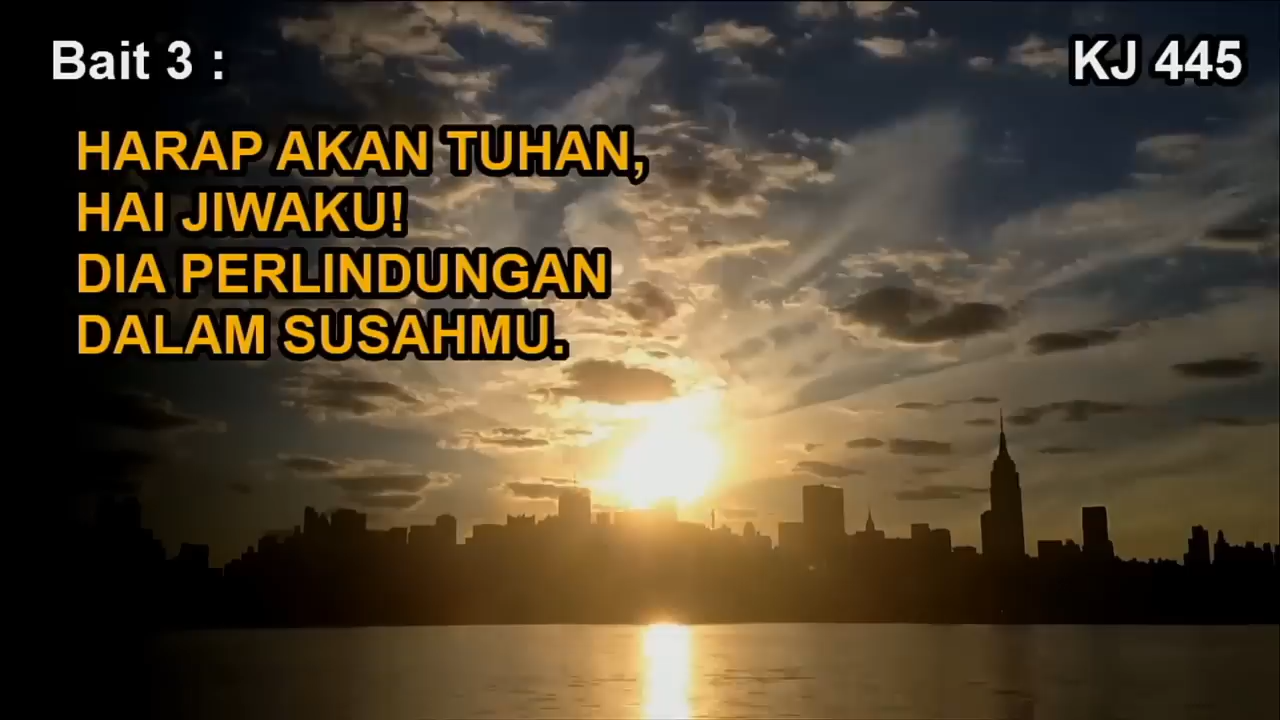 Bait 3 :
KJ 445
HARAP AKAN TUHAN,
HAI JIWAKU!
DIA PERLINDUNGAN
DALAM SUSAHMU.